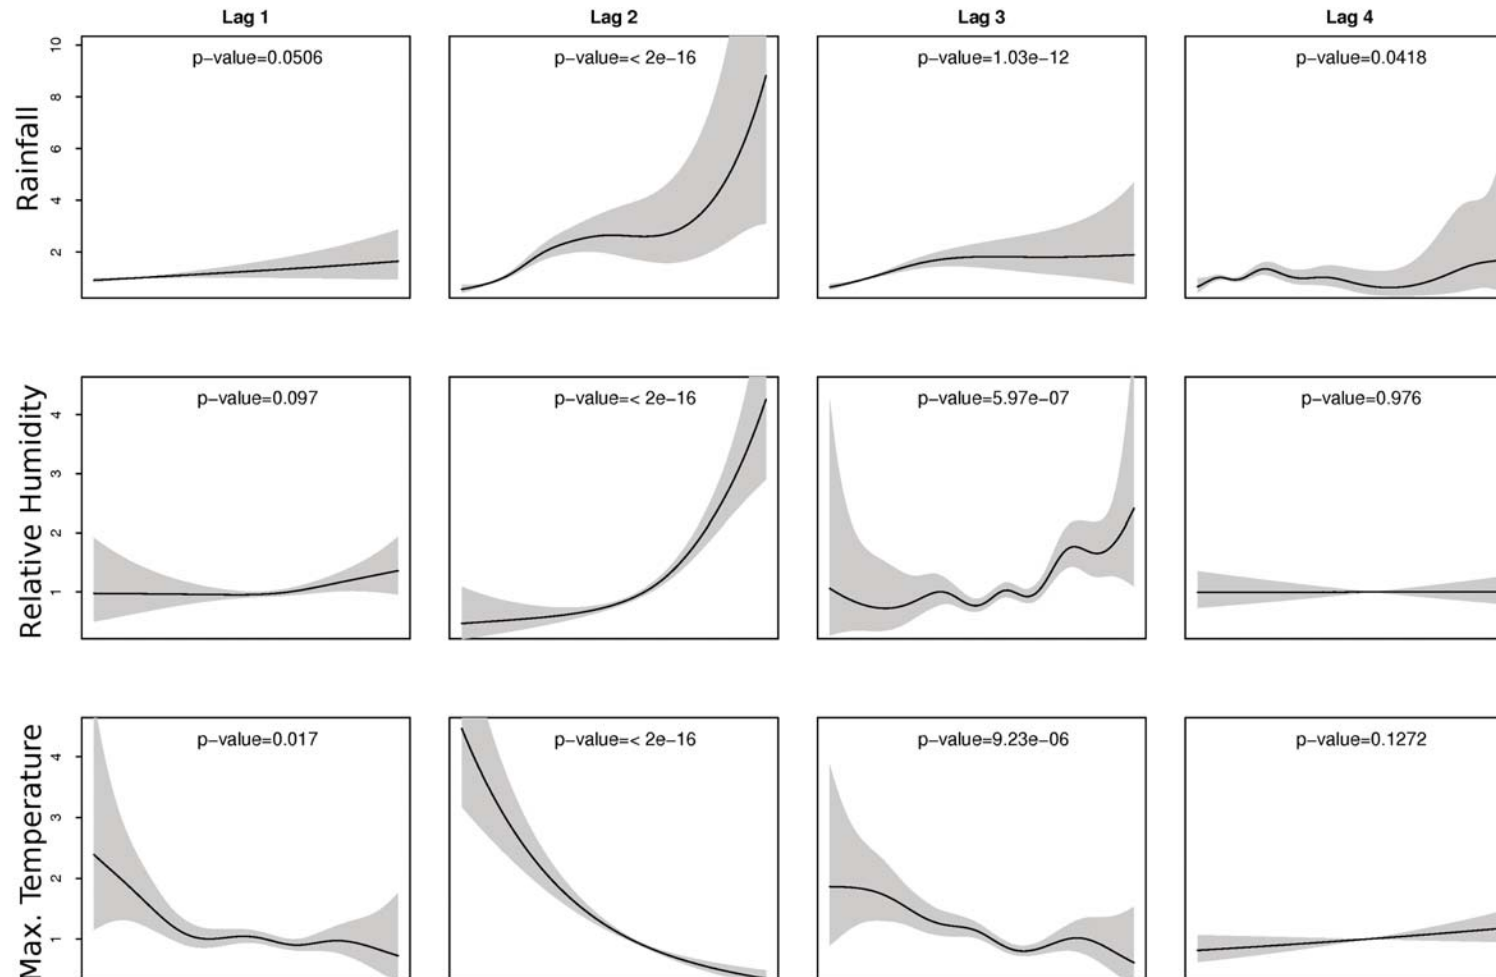 Lag 1 Lag 2 Lag 3 Lag 4
Rainfall
10
8
6
4
2
p-value=0.0506
p-value=< 2e-16
p-value=1.03e-12
p-value=0.0418
Relative Humidity
4
3
2
1
p-value=0.097
p-value=< 2e-16
p-value=5.97e-07
p-value=0.976
Max. Temperature
4
3
2
1
p-value=0.017
p-value=< 2e-16
p-value=9.23e-06
p-value=0.1272